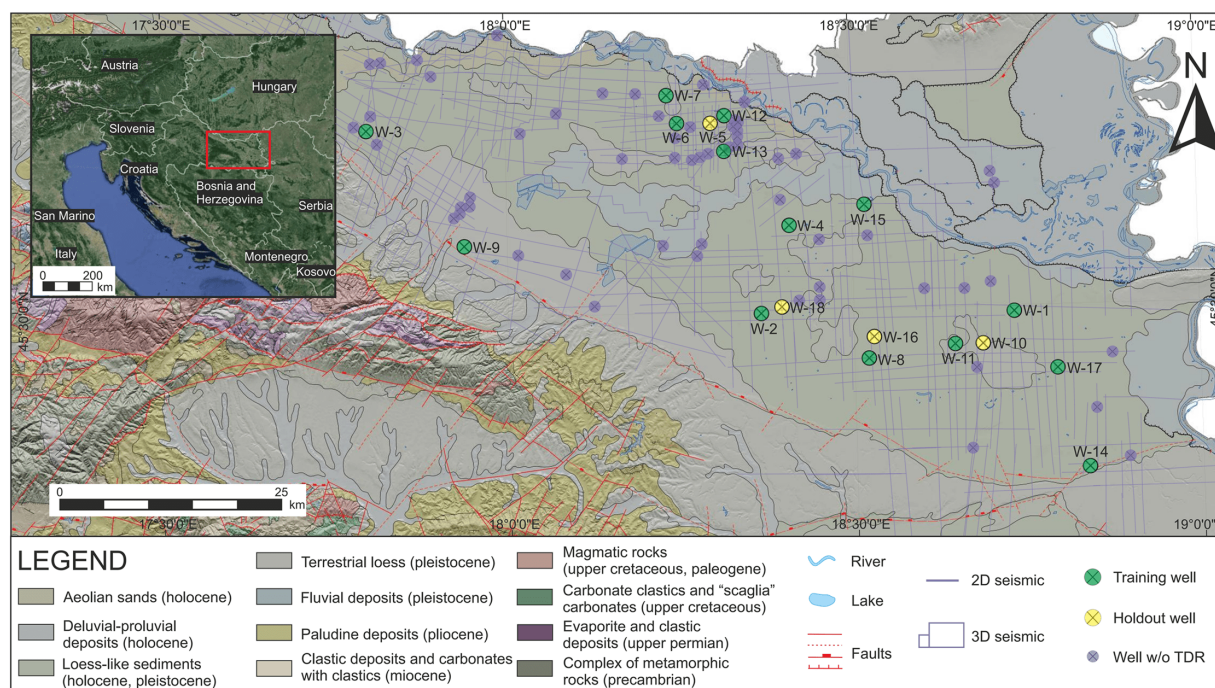 17°30'0"E
18°0'0"E
18°30'0"E
19°0'0"E
Austria
Hungary
Slovenia
Croatia
Bosnia and
Herzegovina
Serbia
San Marino
Italy
Montenegro
Kosovo
0 200
km
N
W-7
W-12
W-3
W-6
W-5
W-13
W-15
W-4
W-9
W-18
W-1
W-2
W-16
W-11
W-10
W-8
W-17
W-14
45°30'0"N
45°30'0"N
0 25
km
17°30'0"E
18°0'0"E
18°30'0"E
19°0'0"E
LEGEND
Aeolian sands (holocene)
Deluvial-proluvial
deposits (holocene)
Loess-like sediments
(holocene, pleistocene)
Terrestrial loess (pleistocene)
Fluvial deposits (pleistocene)
Paludine deposits (pliocene)
Clastic deposits and carbonates
with clastics (miocene)
Magmatic rocks
(upper cretaceous, paleogene)
Carbonate clastics and “scaglia”
carbonates (upper cretaceous)
Evaporite and clastic
deposits (upper permian)
Complex of metamorphic
rocks (precambrian)
River
Lake
Faults
2D seismic
3D seismic
Training well
Holdout well
Well w/o TDR